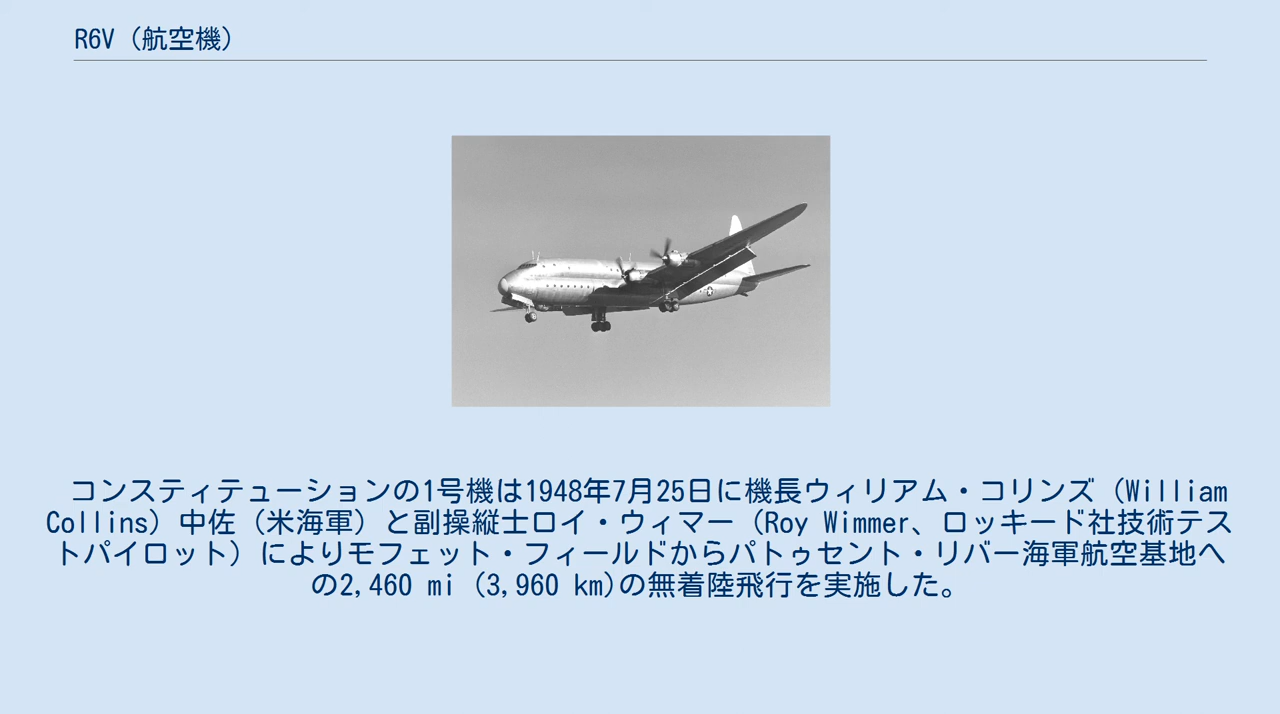 R6V（航空機）
コンスティテューションの1号機は1948年7月25日に機長ウィリアム・コリンズ（William
Collins）中佐（米海軍）と副操縦士ロイ・ウィマー（Roy Wimmer、ロッキード社技術テス
トパイロット）によりモフェット・フィールドからパトゥセント・リバー海軍航空基地へ
の2,460 mi (3,960 km)の無着陸飛行を実施した。